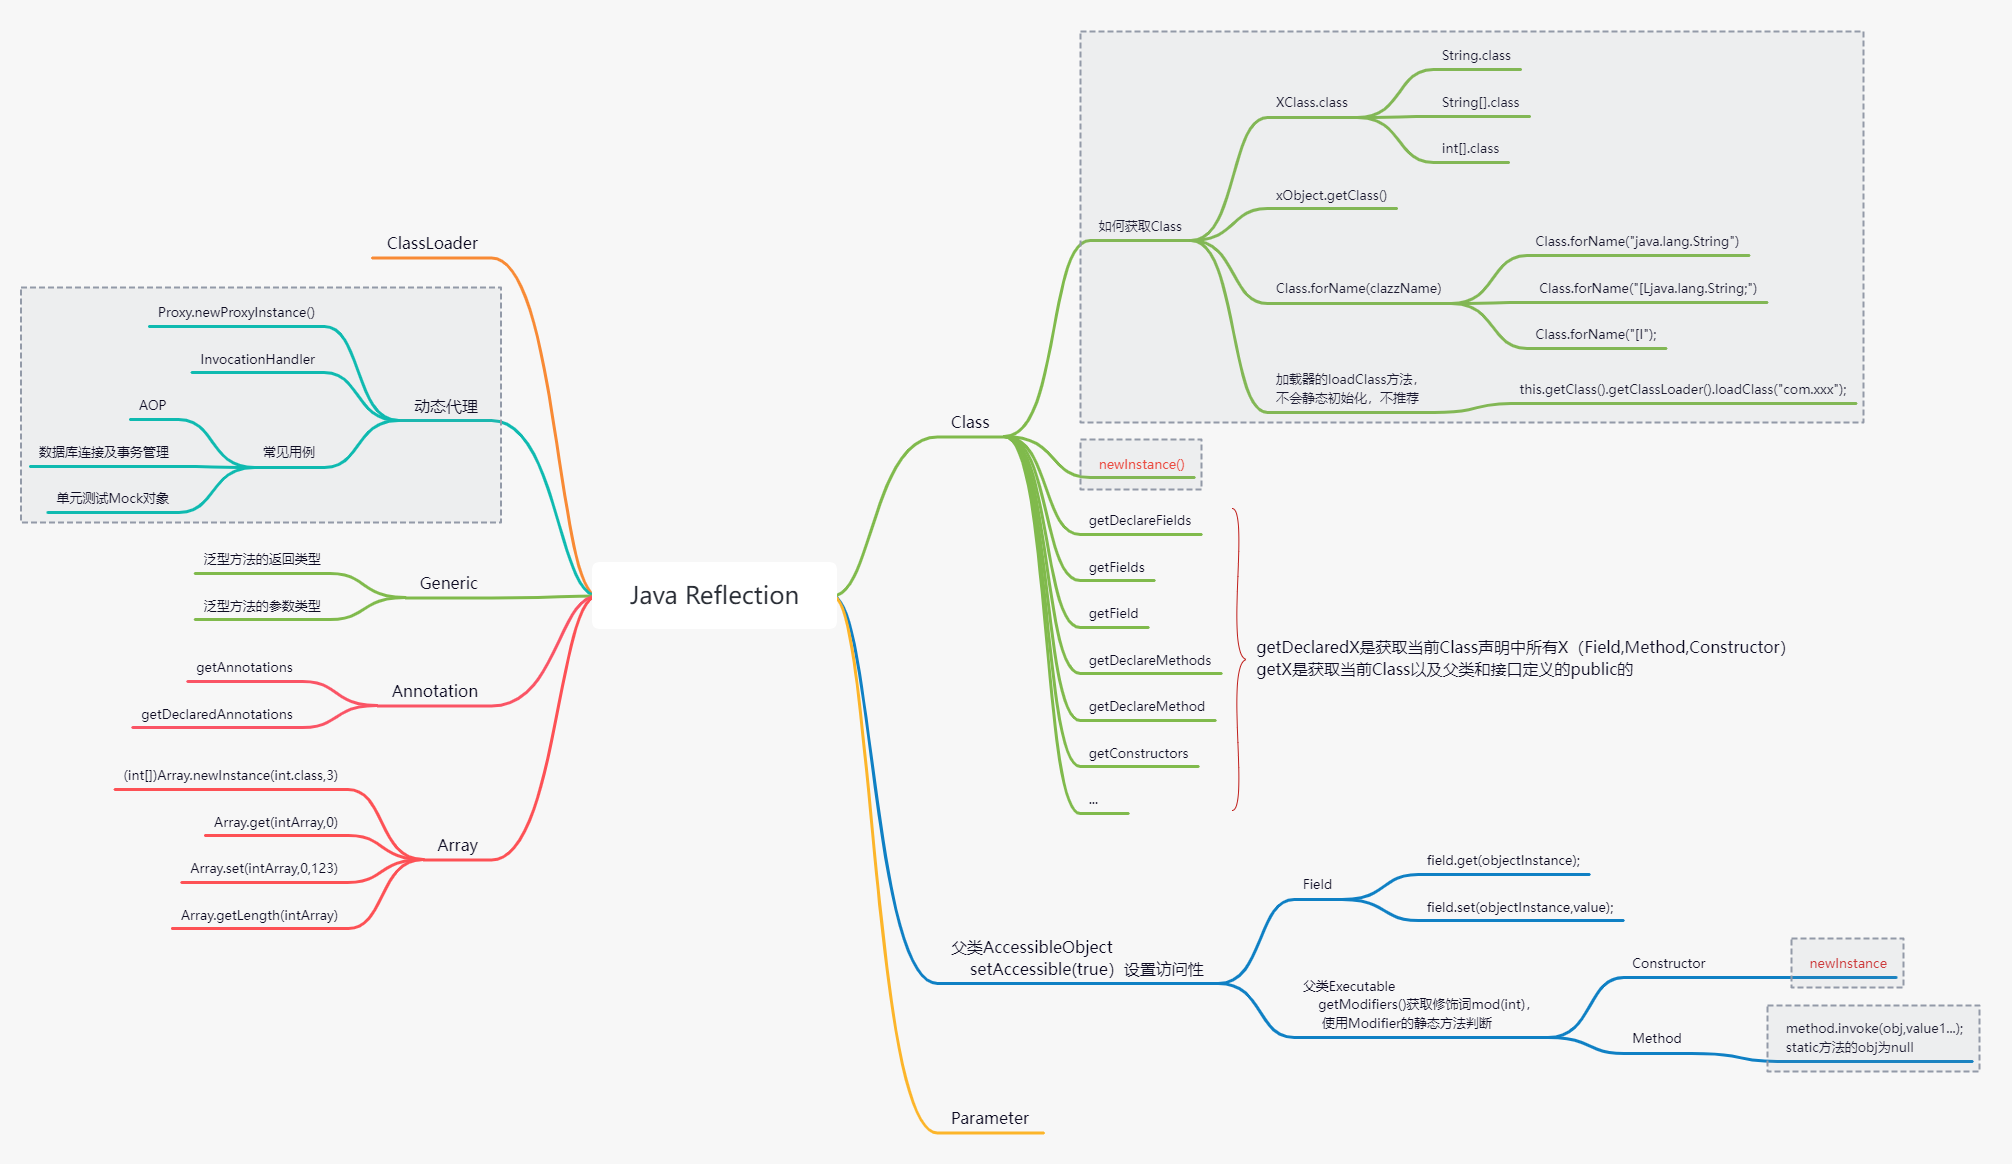 Java Reflection
ClassLoader
动态代理
Proxy.newProxyInstance()
InvocationHandler
常见用例
AOP
数据库连接及事务管理
单元测试Mock对象
Generic
泛型方法的返回类型
泛型方法的参数类型
Annotation
getAnnotations
getDeclaredAnnotations
Array
(int[])Array.newInstance(int.class,3)
Array.get(intArray,0)
Array.set(intArray,0,123)
Array.getLength(intArray)
Class
如何获取Class
XClass.class
String.class
String[].class
int[].class
xObject.getClass()
Class.forName(clazzName)
Class.forName("java.lang.String")
Class.forName("[Ljava.lang.String;")
Class.forName("[I");
加载器的loadClass方法，
不会静态初始化，不推荐
this.getClass().getClassLoader().loadClass("com.xxx");
newInstance()
getDeclareFields
getFields
getField
getDeclareMethods
getDeclareMethod
getConstructors
...
getDeclaredX是获取当前Class声明中所有X（Field,Method,Constructor）
getX是获取当前Class以及父类和接口定义的public的
父类AccessibleObject
setAccessible(true）设置访问性
Field
field.get(objectInstance);
field.set(objectInstance,value);
父类Executable
getModifiers()获取修饰词mod(int)，
使用Modifier的静态方法判断
Constructor
newInstance
Method
method.invoke(obj,value1...);
static方法的obj为null
Parameter